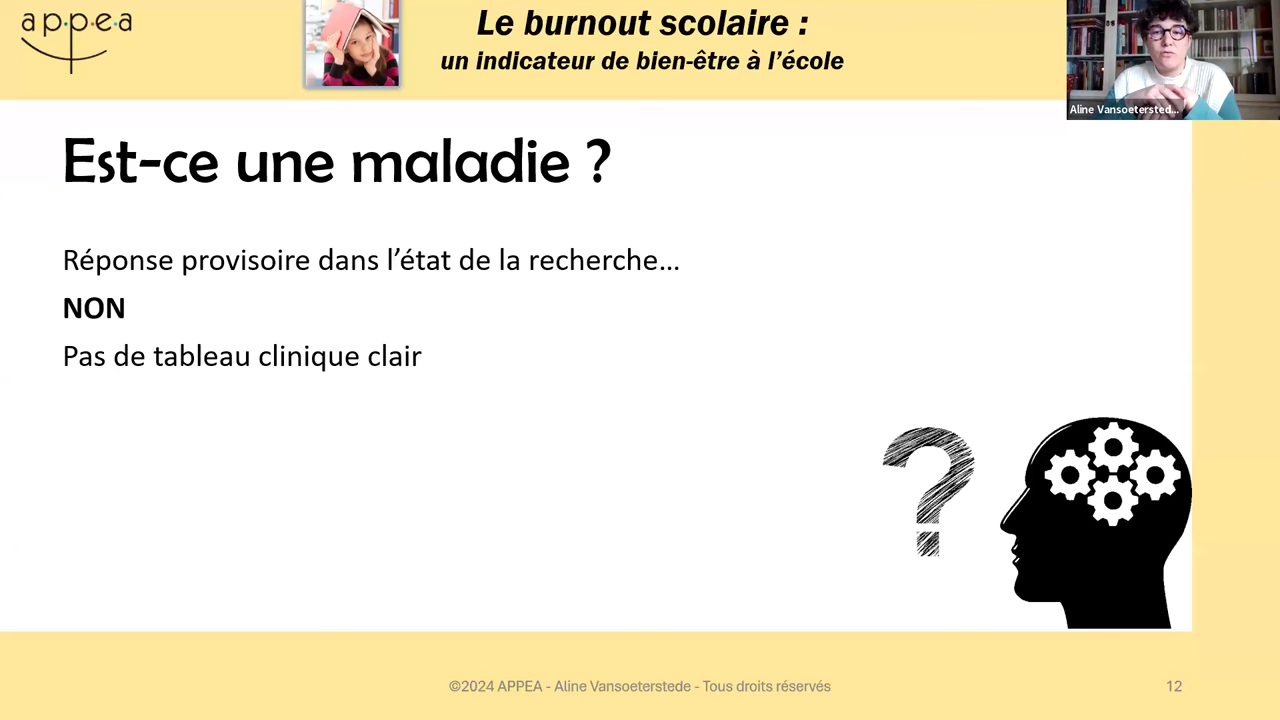 a·p·p·e·a
Le burnout scolaire :
un indicateur de bien-être à l’école
Aline Vansoetersted...
Est-ce une maladie ?
Réponse provisoire dans l’état de la recherche...
NON
Pas de tableau clinique clair
?
©2024 APPEA - Aline Vansoeterstede - Tous droits réservés
12